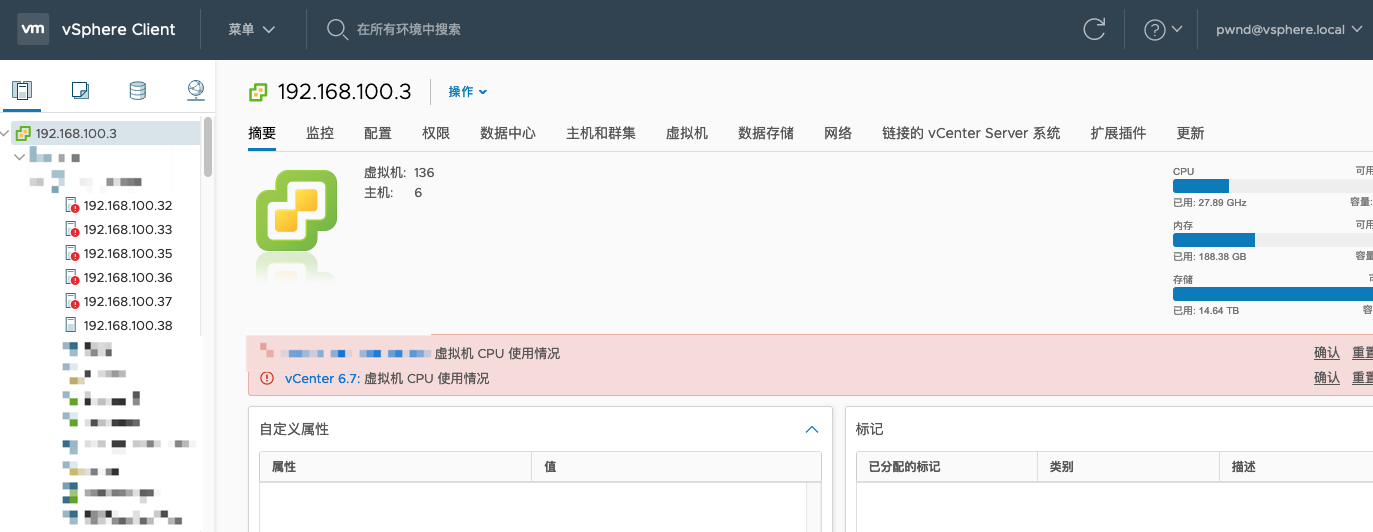 vm vSphere Client 菜单 在所有环境中搜索 pwnd@vsphere.local
192.168.100.3 操作
192.168.100.3
摘要 监控 配置 权限 数据中心 主机和群集 虚拟机 数据存储 网络 链接的 vCenter Server 系统 扩展插件 更新
虚拟机: 136
主机: 6
CPU 可用
已用: 27.89 GHz 容量:
内存 可用
已用: 188.38 GB 容量
存储
已用: 14.64 TB
192.168.100.32
192.168.100.33
192.168.100.35
192.168.100.36
192.168.100.37
192.168.100.38
虚拟机 CPU 使用情况 确认 重置
vCenter 6.7: 虚拟机 CPU 使用情况 确认 重置
自定义属性
属性 值
标记
已分配的标记 类别 描述